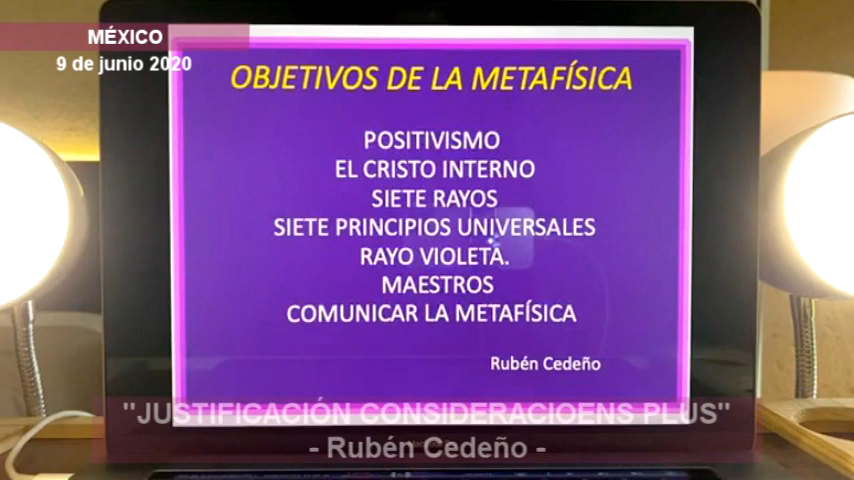 MÉXICO
9 de junio 2020
OBJETIVOS DE LA METAFÍSICA
POSITIVISMO
EL CRISTO INTERNO
SIETE RAYOS
SIETE PRINCIPIOS UNIVERSALES
RAYO VIOLETA.
MAESTROS
COMUNICAR LA METAFÍSICA
Rubén Cedeño
"JUSTIFICACIÓN CONSIDERACIOENS PLUS"
- Rubén Cedeño -